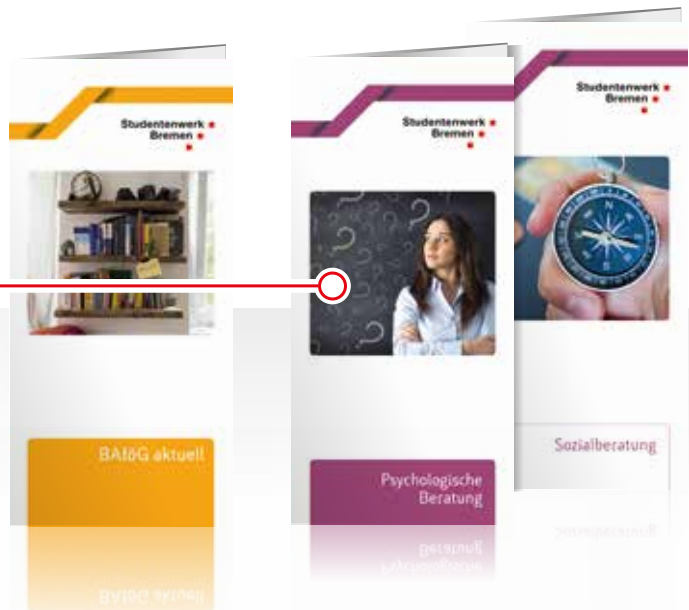 Studentenwerk
Bremen
BAföG aktuell
Studentenwerk
Bremen
Psychologische
Beratung
Studentenwerk
Bremen
N
Sozialberatung